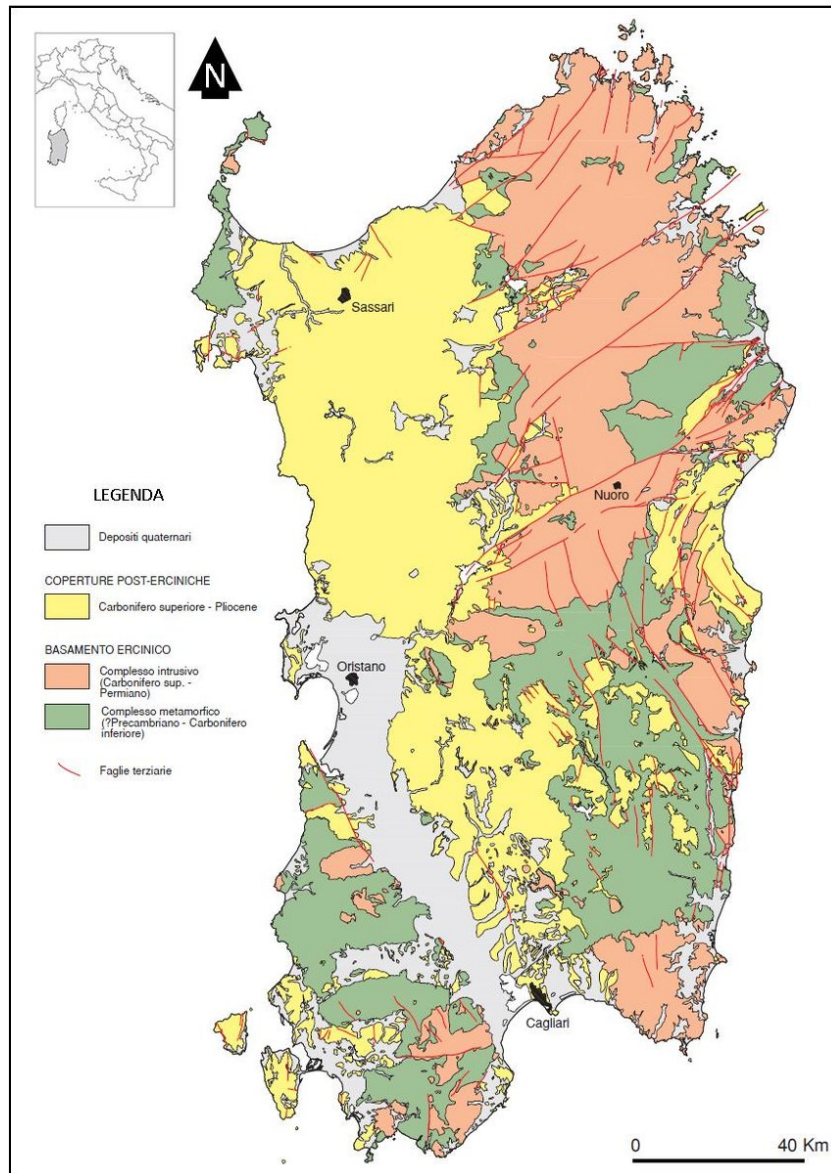 N
Sassari
Nuoro
LEGENDA
Depositi quaternari
COPERTURE POST-ERCINICHE
Carbonifero superiore - Pliocene
BASAMENTO ERCINICO
Complesso intrusivo
(Carbonifero sup. -
Permiano)
Complesso metamorfico
(?Precambriano - Carbonifero
inferiore)
Faglie terziarie
Oristano
Cagliari
0 40 Km